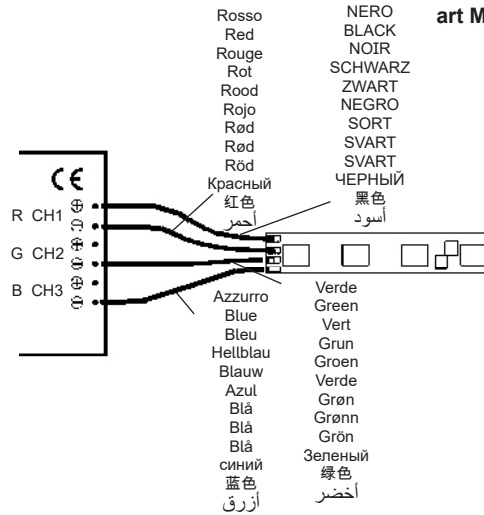 Rosso
Red
Rouge
Rot
Rood
Rojo
Rød
Rød
Röd
Красный
红色
أحمر
NERO
BLACK
NOIR
SCHWARZ
ZWART
NEGRO
SORT
SVART
SVART
ЧЕРНЫЙ
黑色
أسود
art M
CE
R CH1
G CH2
B CH3
Azzurro
Blue
Bleu
Hellblau
Blauw
Azul
Blå
Blå
Blå
синий
蓝色
أزرق
Verde
Green
Vert
Grun
Groen
Verde
Grøn
Grønn
Grön
Зеленый
绿色
أخضر